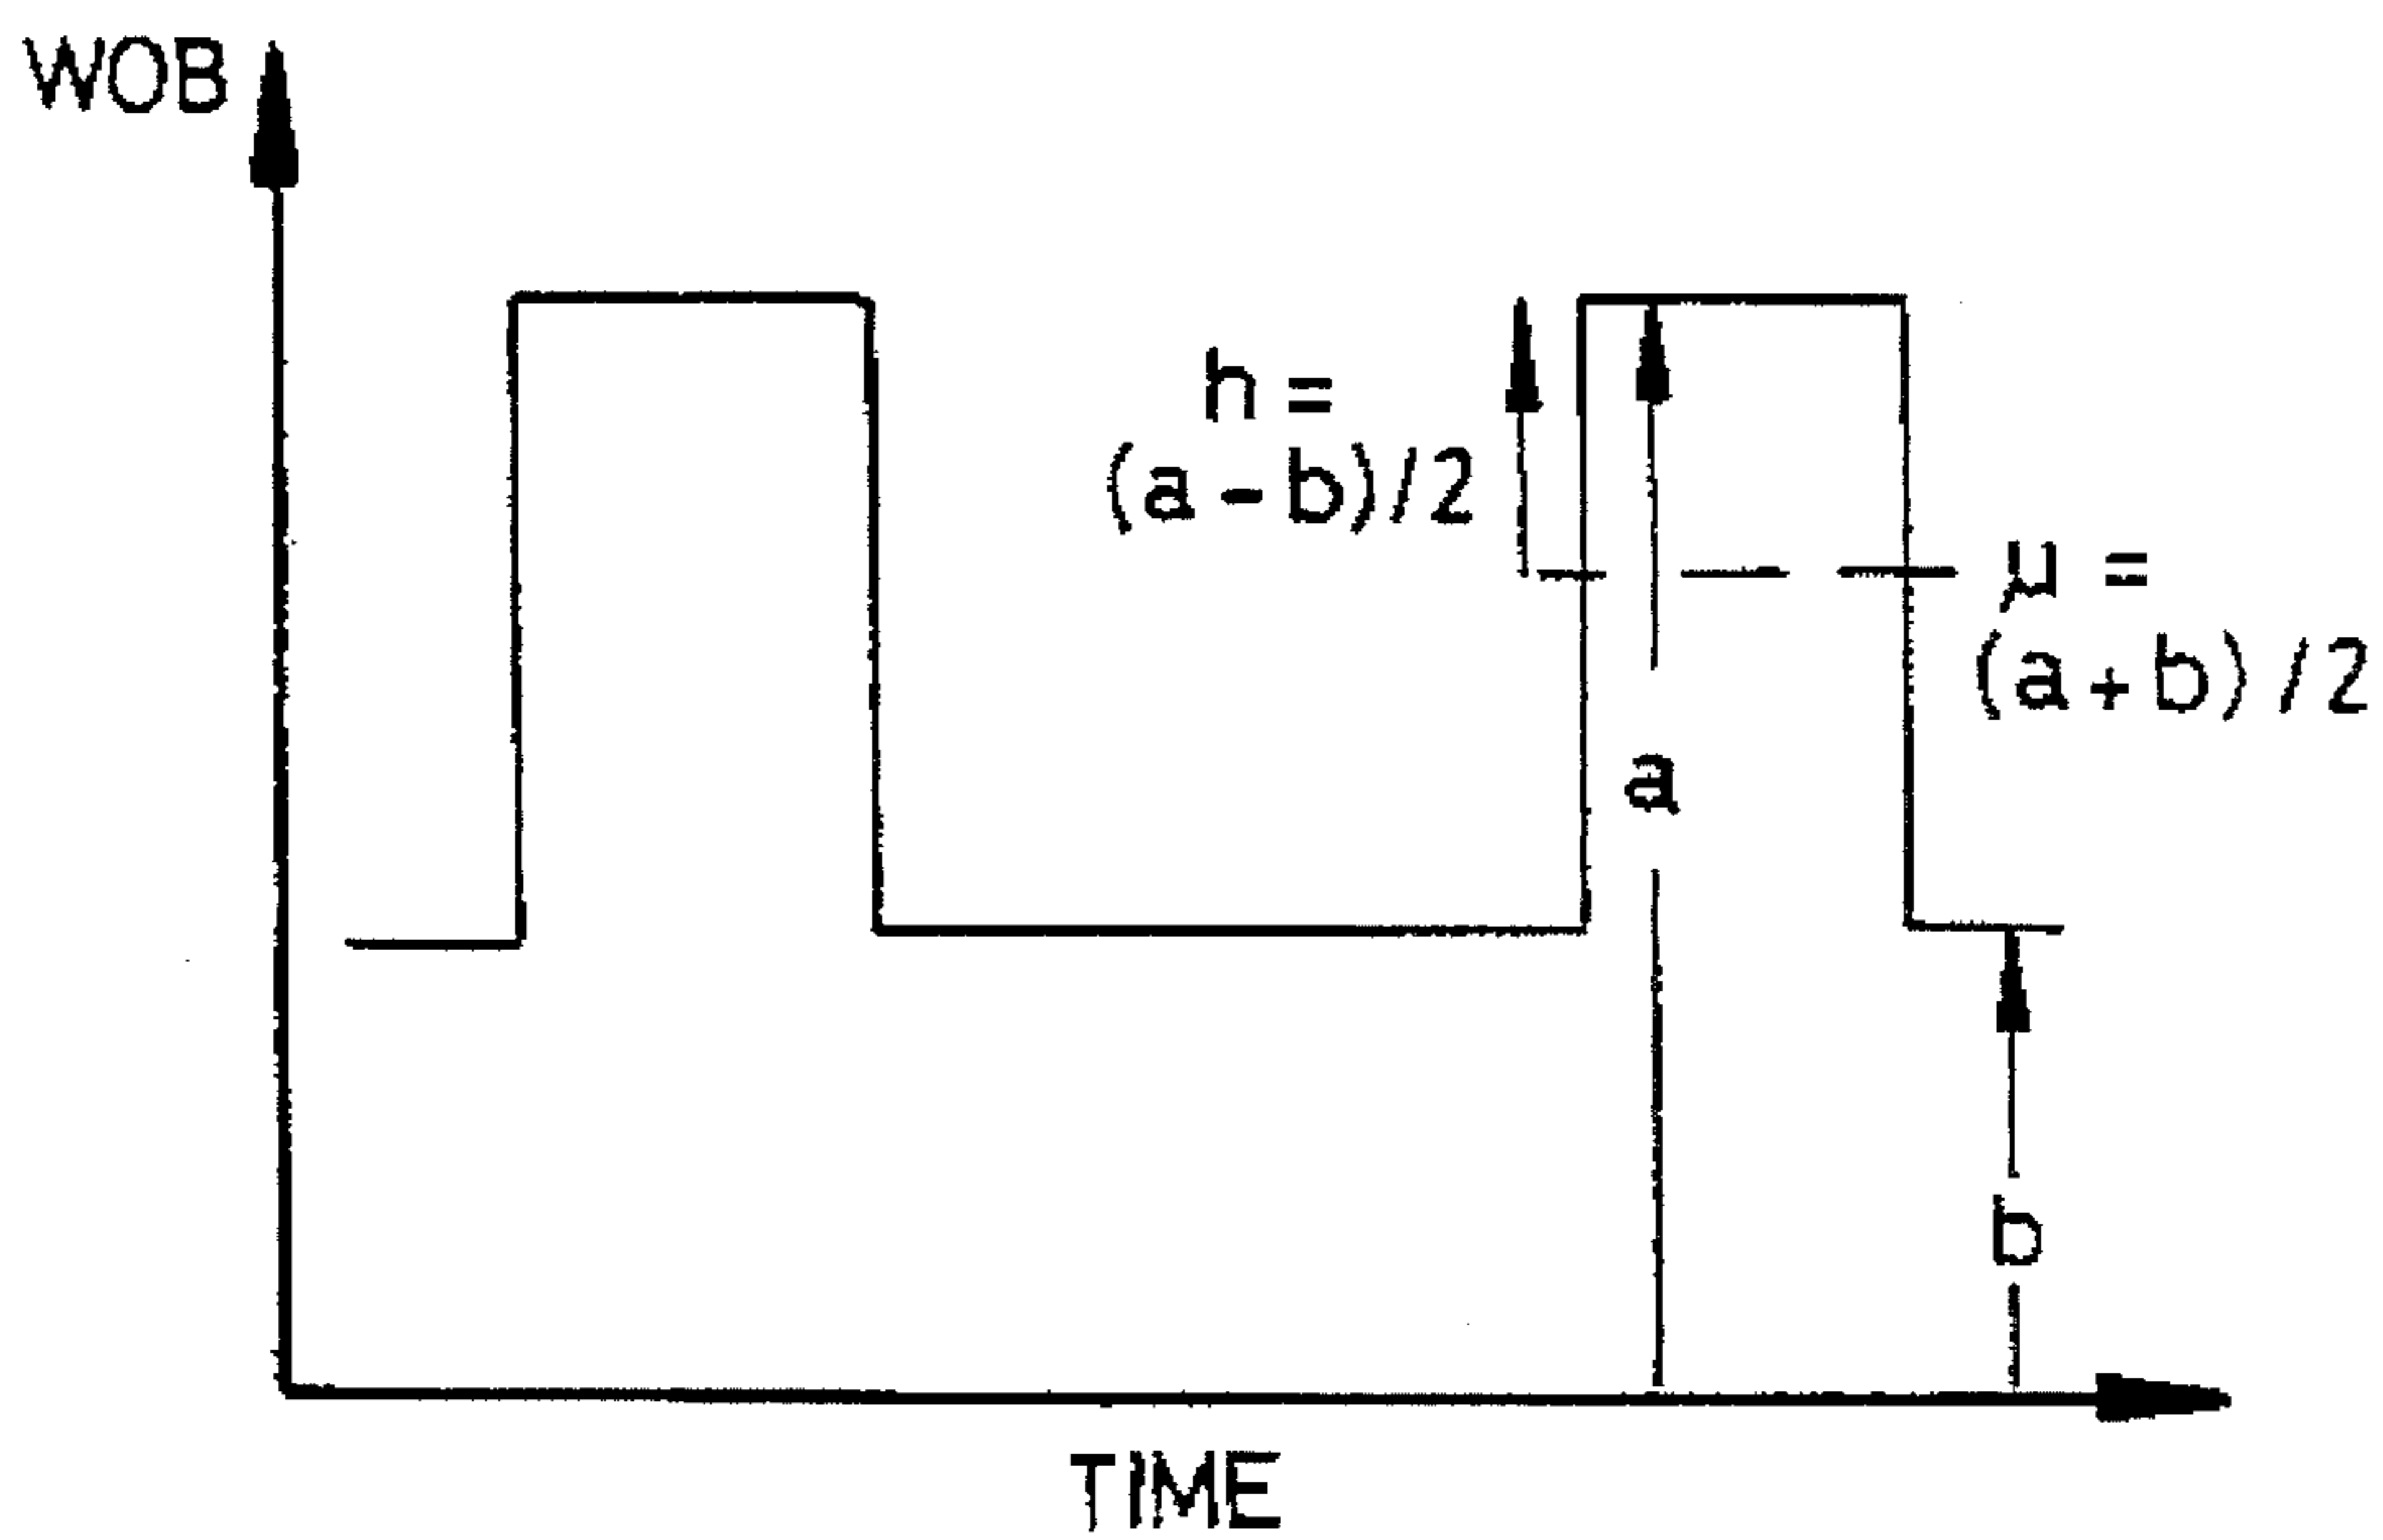 WOB
h =
(a - b)/2
μ =
(a + b)/2
a
b
TIME